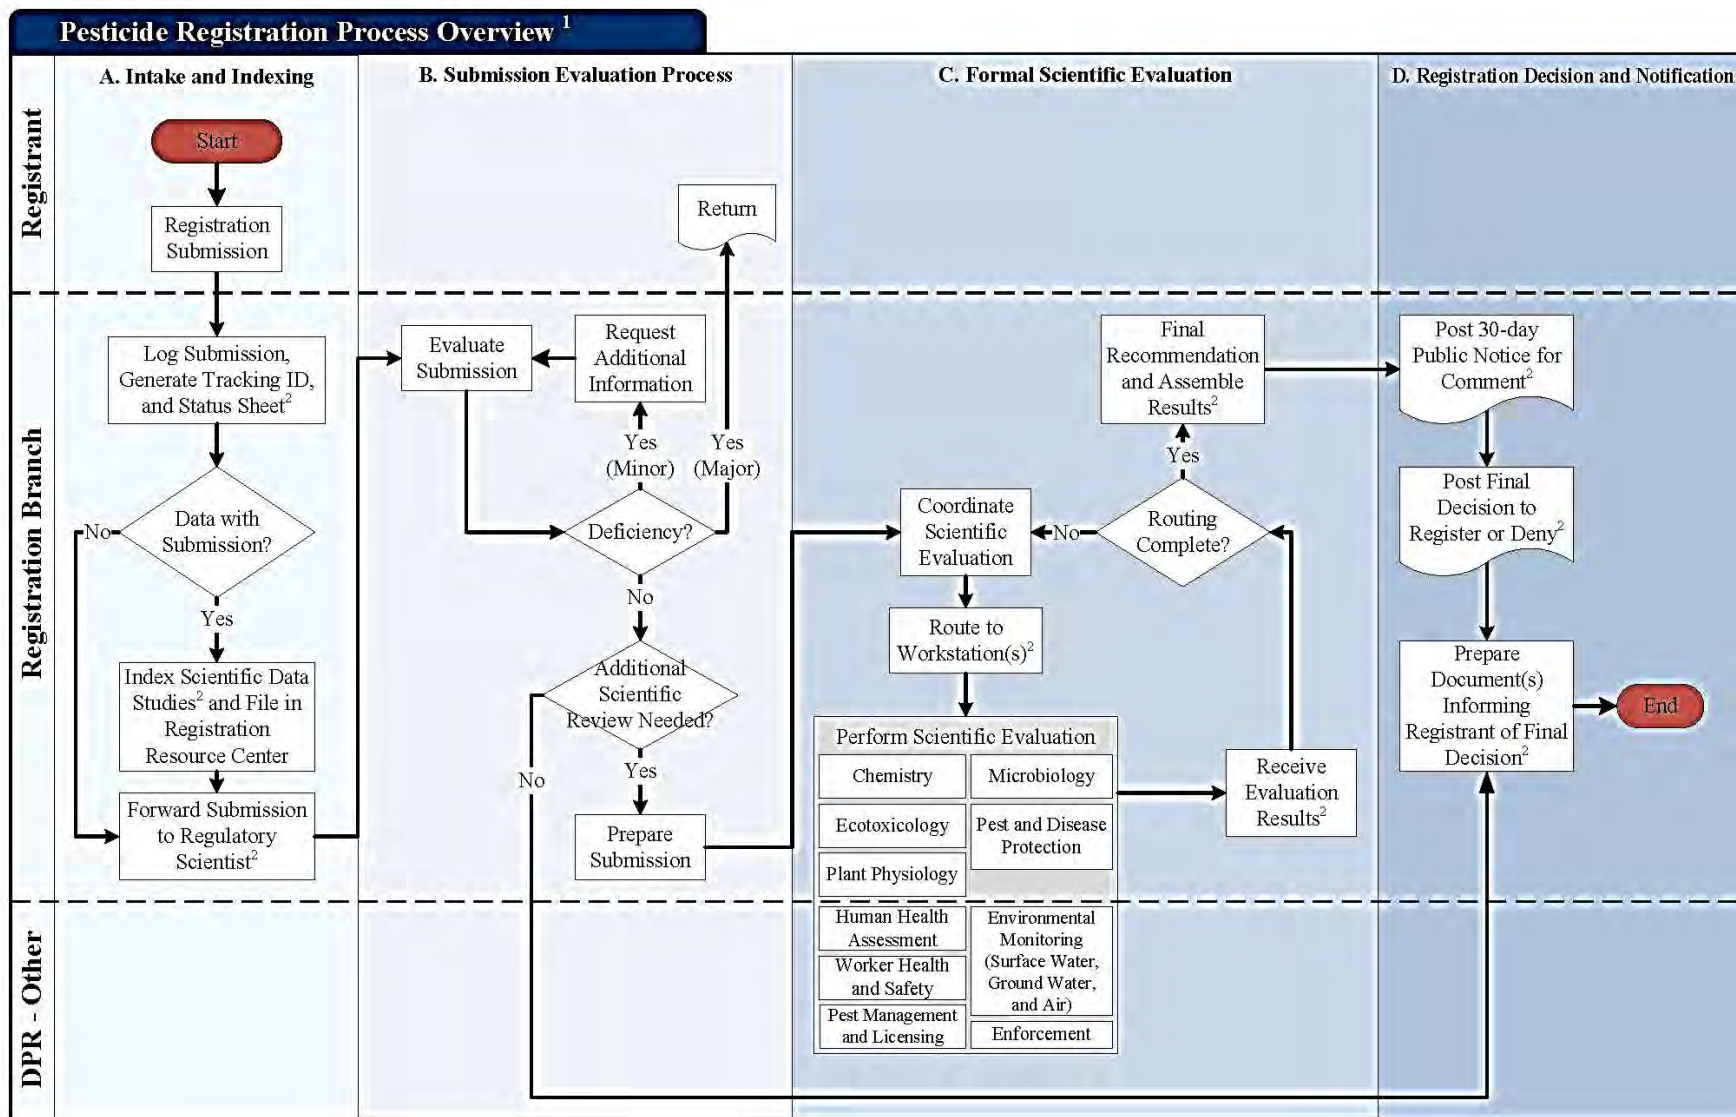 Pesticide Registration Process Overview 1
A. Intake and Indexing
B. Submission Evaluation Process
C. Formal Scientific Evaluation
D. Registration Decision and Notification
Registrant
Start
Registration
Submission
Return
Registration Branch
Log Submission,
Generate Tracking ID,
and Status Sheet2
Data with
Submission?
No
Yes
Index Scientific Data
Studies2 and File in
Registration
Resource Center
Forward Submission
to Regulatory
Scientist2
Evaluate
Submission
Request
Additional
Information
Yes
(Minor)
Yes
(Major)
Deficiency?
No
Additional
Scientific
Review Needed?
No
Yes
Prepare
Submission
Coordinate
Scientific
Evaluation
Route to
Workstation(s)2
Perform Scientific Evaluation
Chemistry
Microbiology
Ecotoxicology
Pest and Disease
Protection
Plant Physiology
Receive
Evaluation
Results2
Routing
Complete?
No
Yes
Final
Recommendation
and Assemble
Results2
Post 30-day
Public Notice for
Comment2
Post Final
Decision to
Register or Deny2
Prepare
Document(s)
Informing
Registrant of Final
Decision2
End
DPR - Other
Human Health
Assessment
Worker Health
and Safety
Pest Management
and Licensing
Environmental
Monitoring
(Surface Water,
Ground Water,
and Air)
Enforcement